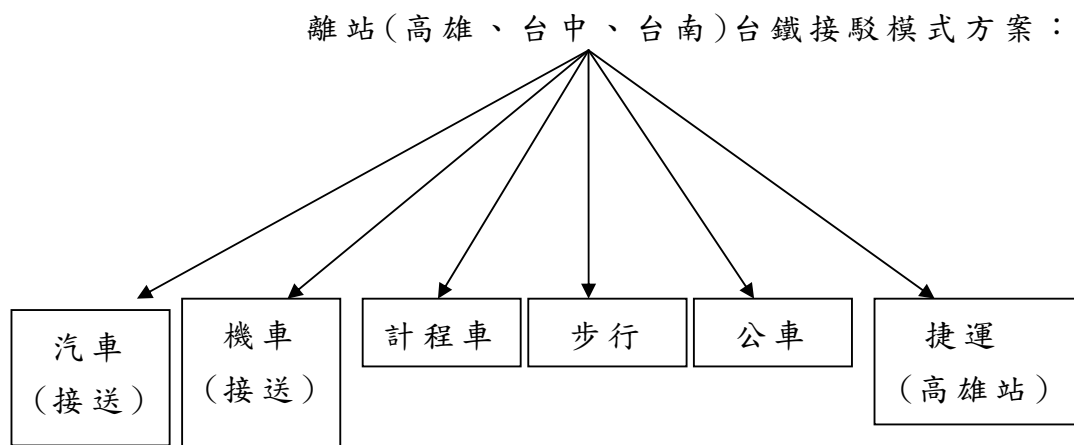 離站(高雄、台中、台南)台鐵接駁模式方案：
汽車
(接送)
機車
(接送)
計程車
步行
公車
捷運
(高雄站)